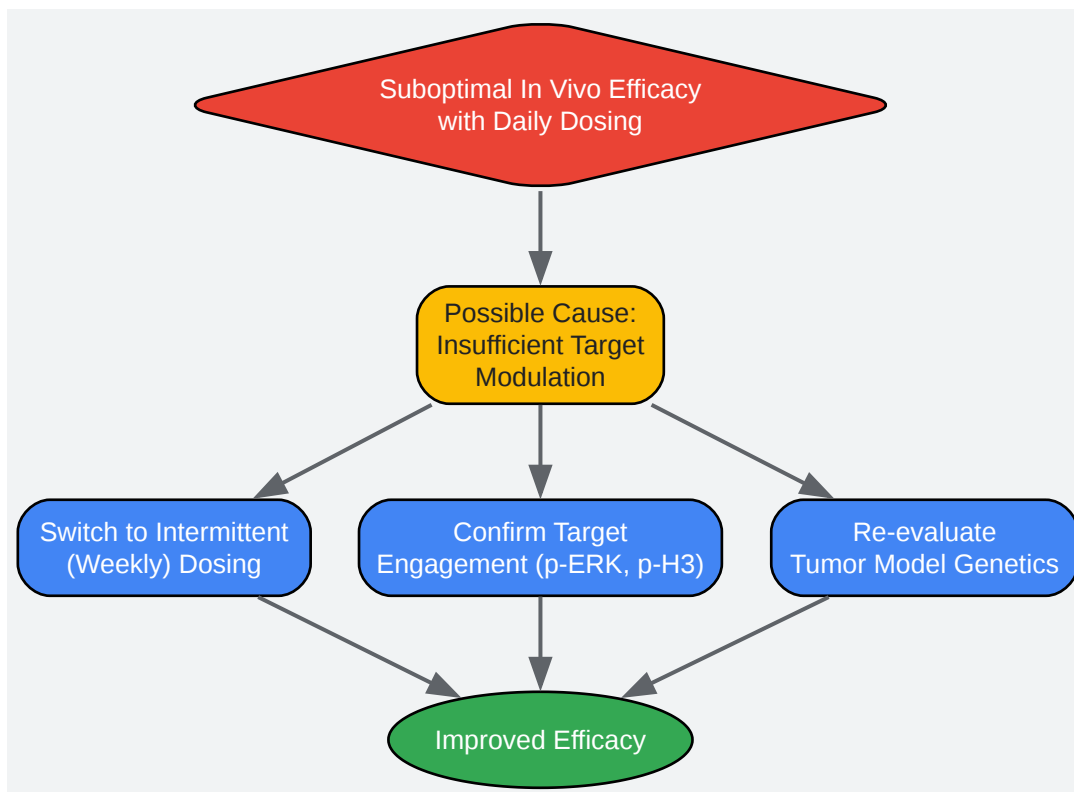 Suboptimal In Vivo Efficacy
with Daily Dosing
Possible Cause:
Insufficient Target
Modulation
Switch to Intermittent
(Weekly) Dosing
Confirm Target
Engagement (p-ERK, p-H3)
Re-evaluate
Tumor Model Genetics
Improved Efficacy